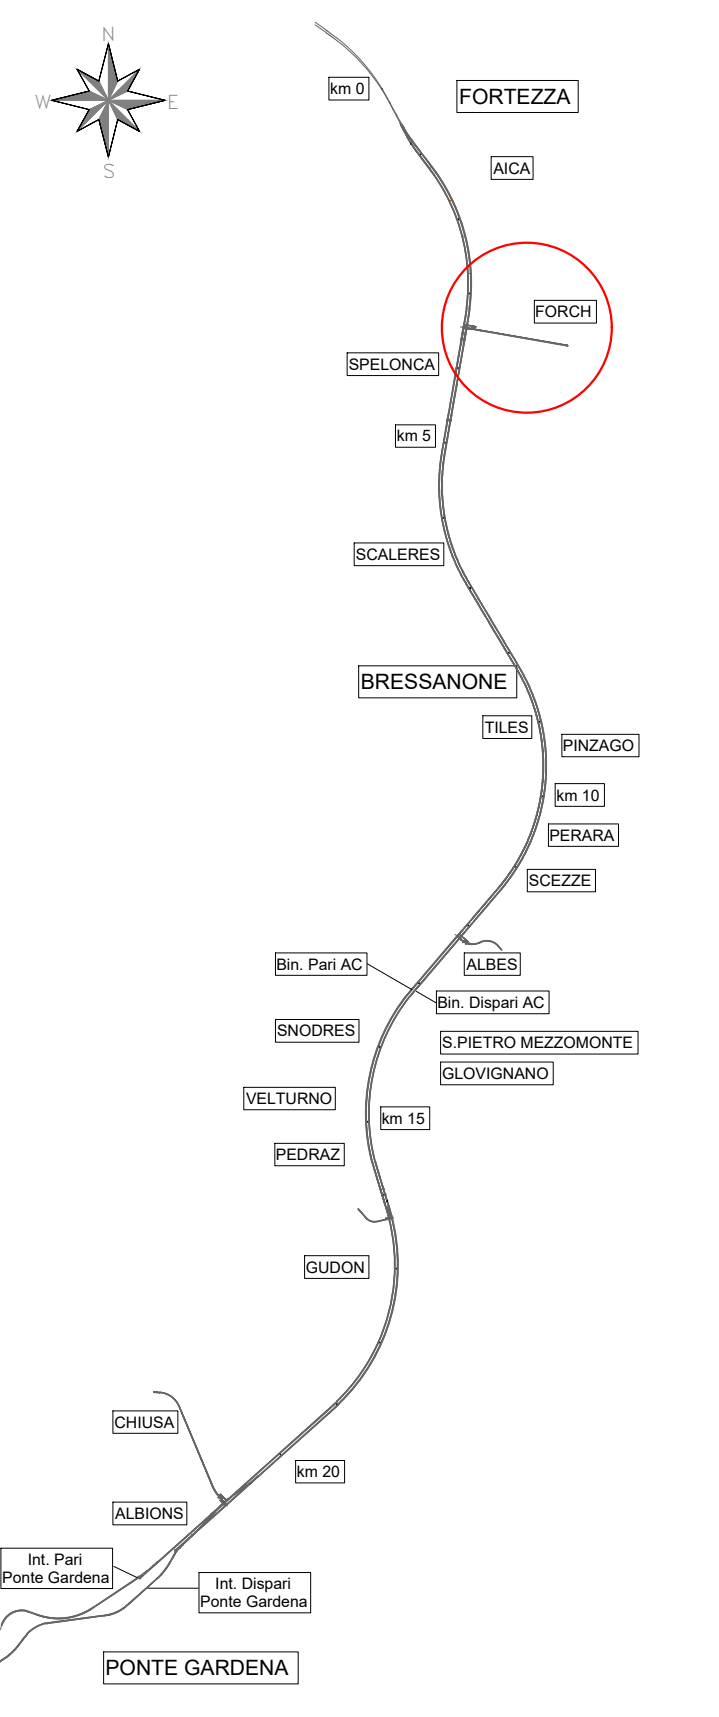 N
W E
S
km 0
FORTEZZA
AICA
FORCH
SPELONCA
km 5
SCALERES
BRESSANONE
TILES
PINZAGO
km 10
PERARA
SCEZZE
ALBES
Bin. Pari AC
Bin. Dispari AC
SNODRES
S.PIETRO MEZZOMONTE
GLOVIGNANO
VELTURNO
km 15
PEDRAZ
GUDON
CHIUSA
km 20
ALBIONS
Int. Pari
Ponte Gardena
Int. Dispari
Ponte Gardena
PONTE GARDENA